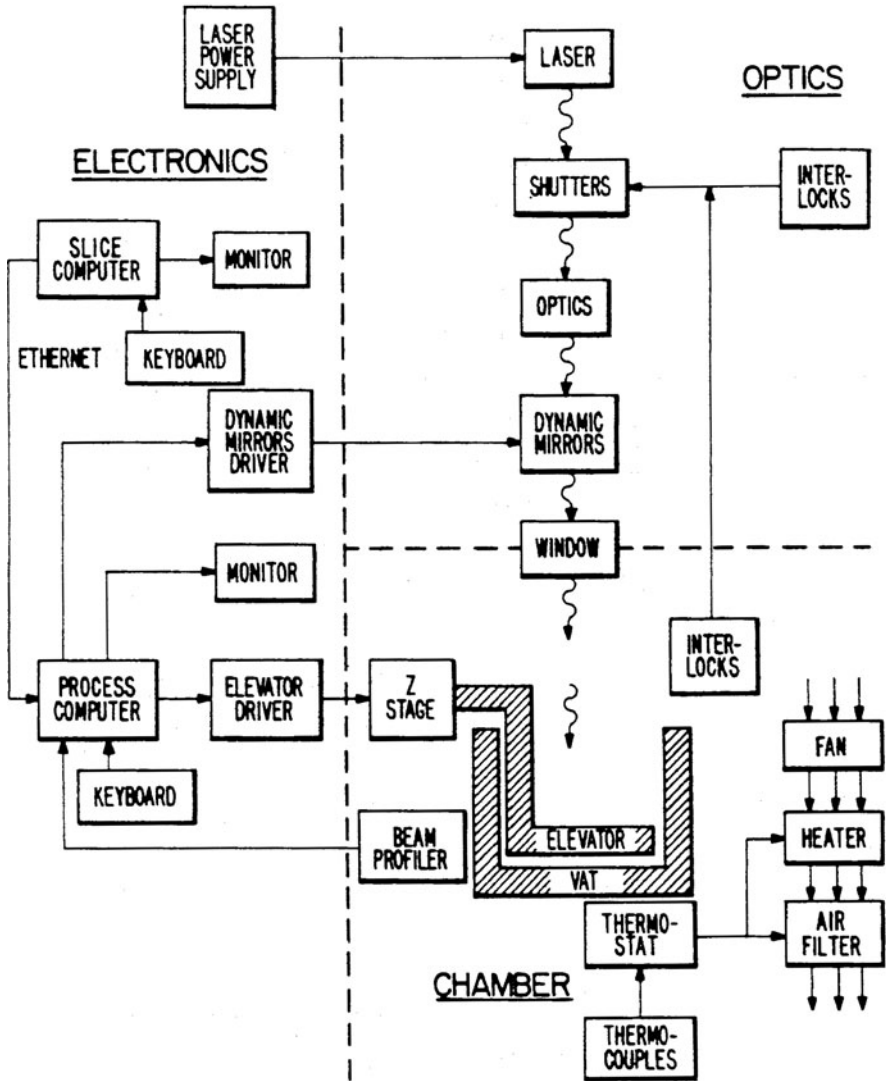 LASER
POWER
SUPPLY
LASER
OPTICS
ELECTRONICS
SHUTTERS
INTER-
LOCKS
SLICE
COMPUTER
MONITOR
OPTICS
ETHERNET
KEYBOARD
DYNAMIC
MIRRORS
DRIVER
DYNAMIC
MIRRORS
WINDOW
MONITOR
INTER-
LOCKS
PROCESS
COMPUTER
ELEVATOR
DRIVER
Z
STAGE
FAN
KEYBOARD
BEAM
PROFILER
ELEVATOR
HEATER
VAT
THERMO-
STAT
AIR
FILTER
CHAMBER
THERMO-
COUPLES